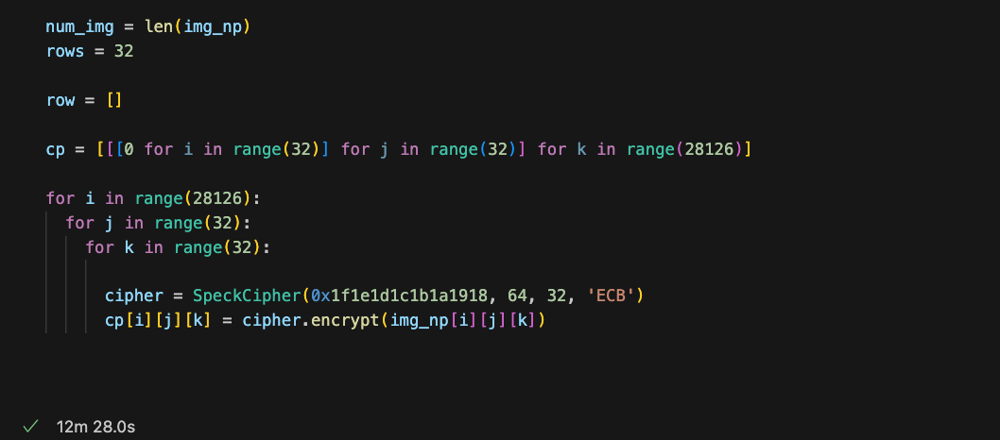 num_img = len(img_np)
rows = 32
row = []
cp = [[[0 for i in range(32)] for j in range(32)] for k in range(28126)]
for i in range(28126):
for j in range(32):
for k in range(32):
cipher = SpeckCipher(0x1f1e1d1c1b1a1918, 64, 32, 'ECB')
cp[i][j][k] = cipher.encrypt(img_np[i][j][k])
12m 28.0s